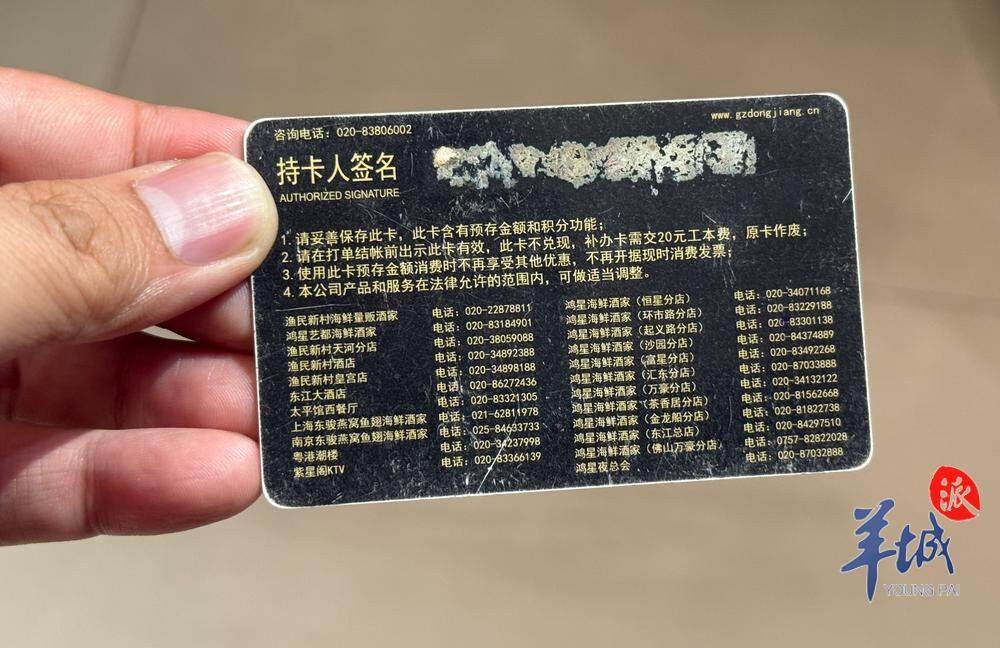 咨询电话：020-83806002
www.gzdongjiang.cn
持卡人签名
AUTHORIZED SIGNATURE
1. 请妥善保存此卡，此卡含有预存金额和积分功能；
2. 请在打单结帐前出示此卡有效，此卡不兑现，补办卡需交20元工本费，原卡作废；
3. 使用此卡预存金额消费时不再享受其他优惠，不再开据现时消费发票；
4. 本公司产品和服务在法律允许的范围内，可做适当调整。
渔民新村海鲜量贩酒家 电话：020-22878811
鸿星艺都海鲜酒家 电话：020-83184901
渔民新村天河分店 电话：020-38059088
渔民新村酒店 电话：020-34892388
渔民新村皇宫店 电话：020-34898188
东江大酒店 电话：020-86272436
太平馆西餐厅 电话：020-83321305
上海东骏燕窝鱼翅海鲜酒家 电话：021-62811978
南京东骏燕窝鱼翅海鲜酒家 电话：025-84633733
粤港潮楼 电话：020-34237998
紫星阁KTV 电话：020-83366139
鸿星海鲜酒家（恒星分店） 电话：020-34071168
鸿星海鲜酒家（环市路分店） 电话：020-83229188
鸿星海鲜酒家（起义路分店） 电话：020-83301138
鸿星海鲜酒家（沙园分店） 电话：020-84374889
鸿星海鲜酒家（富星分店） 电话：020-83492268
鸿星海鲜酒家（汇东分店） 电话：020-87033888
鸿星海鲜酒家（万豪分店） 电话：020-34132122
鸿星海鲜酒家（茶香居分店） 电话：020-81562668
鸿星海鲜酒家（金龙船分店） 电话：020-81822738
鸿星海鲜酒家（东江总店） 电话：020-84297510
鸿星海鲜酒家（佛山万豪分店） 电话：0757-82822028
鸿星夜总会 电话：020-87032888
羊城派
YOUNG PAI